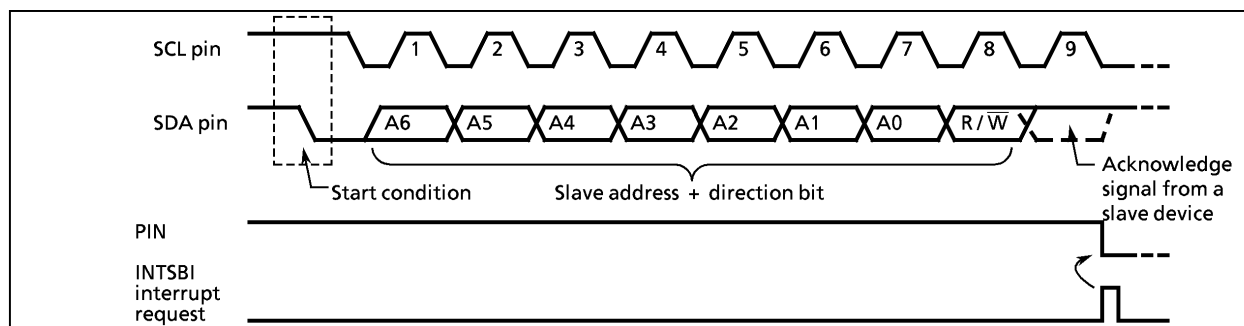 SCL pin
1 2 3 4 5 6 7 8 9
SDA pin
A6 A5 A4 A3 A2 A1 A0 R / W̅
Start condition
Slave address + direction bit
Acknowledge
signal from a
slave device
PIN
INTSBI
interrupt
request